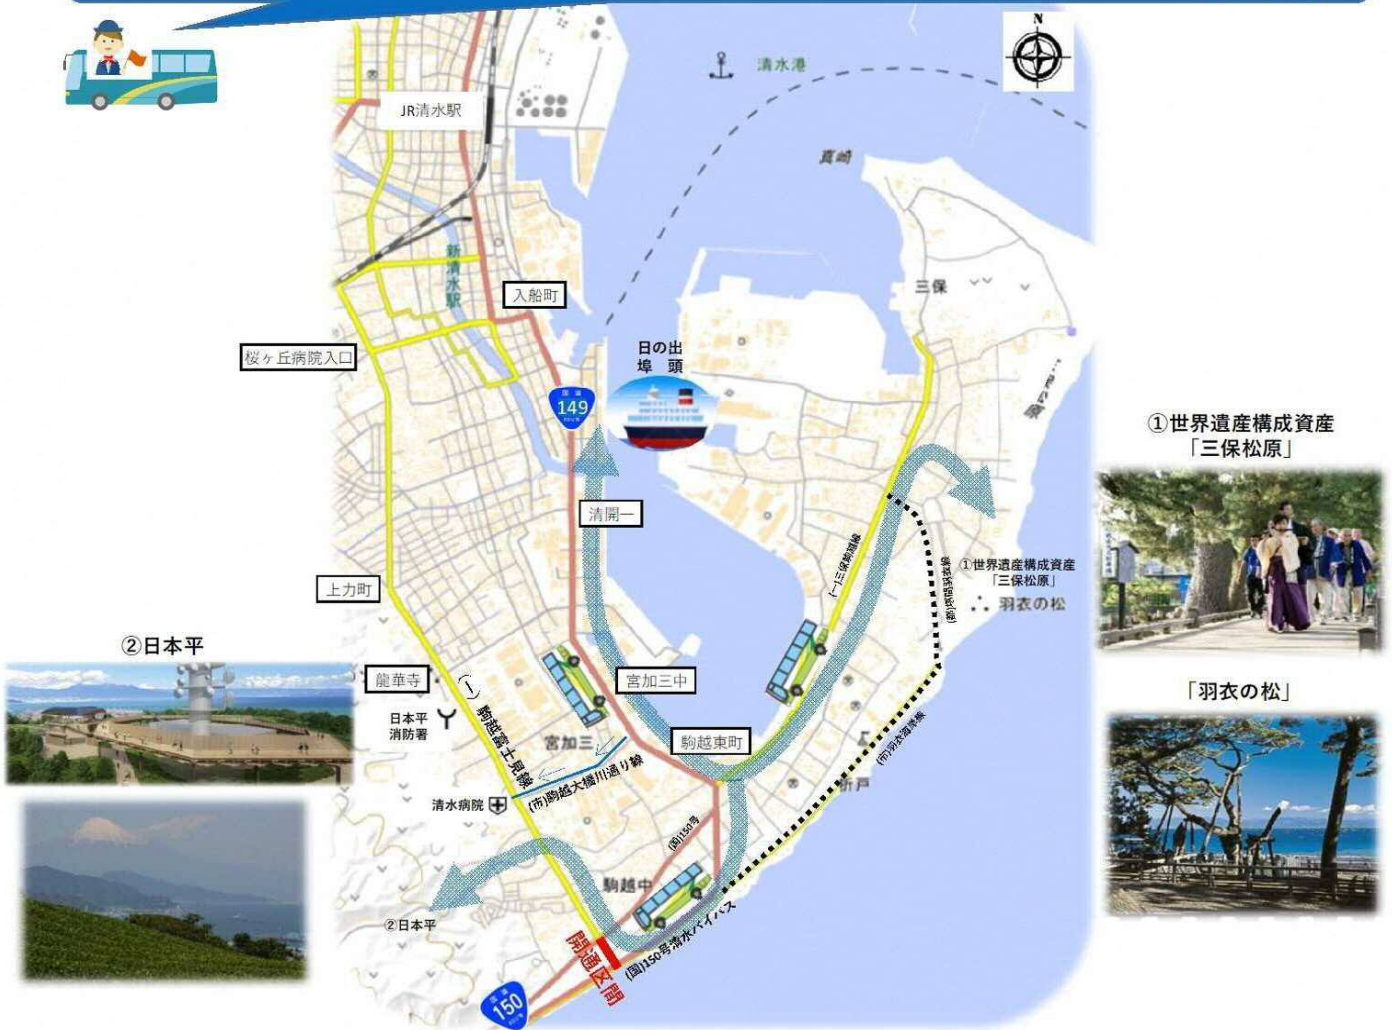 N
清水港
JR清水駅
真崎
新清水駅
三保
入船町
日の出
埠　頭
桜ヶ丘病院入口
国道
149
①世界遺産構成資産
「三保松原」
清開一
(一)三保駒越線
①世界遺産構成資産
「三保松原」
羽衣の松
上力町
②日本平
龍華寺
(一) 駒越富士見線
宮加三中
「羽衣の松」
日本平
消防署
宮加三
駒越東町
(市)羽衣海岸線
(市)駒越大橋川通り線
折戸
清水病院
(国)150号
駒越中
②日本平
(国)150号清水バイパス
開通区間
国道
150